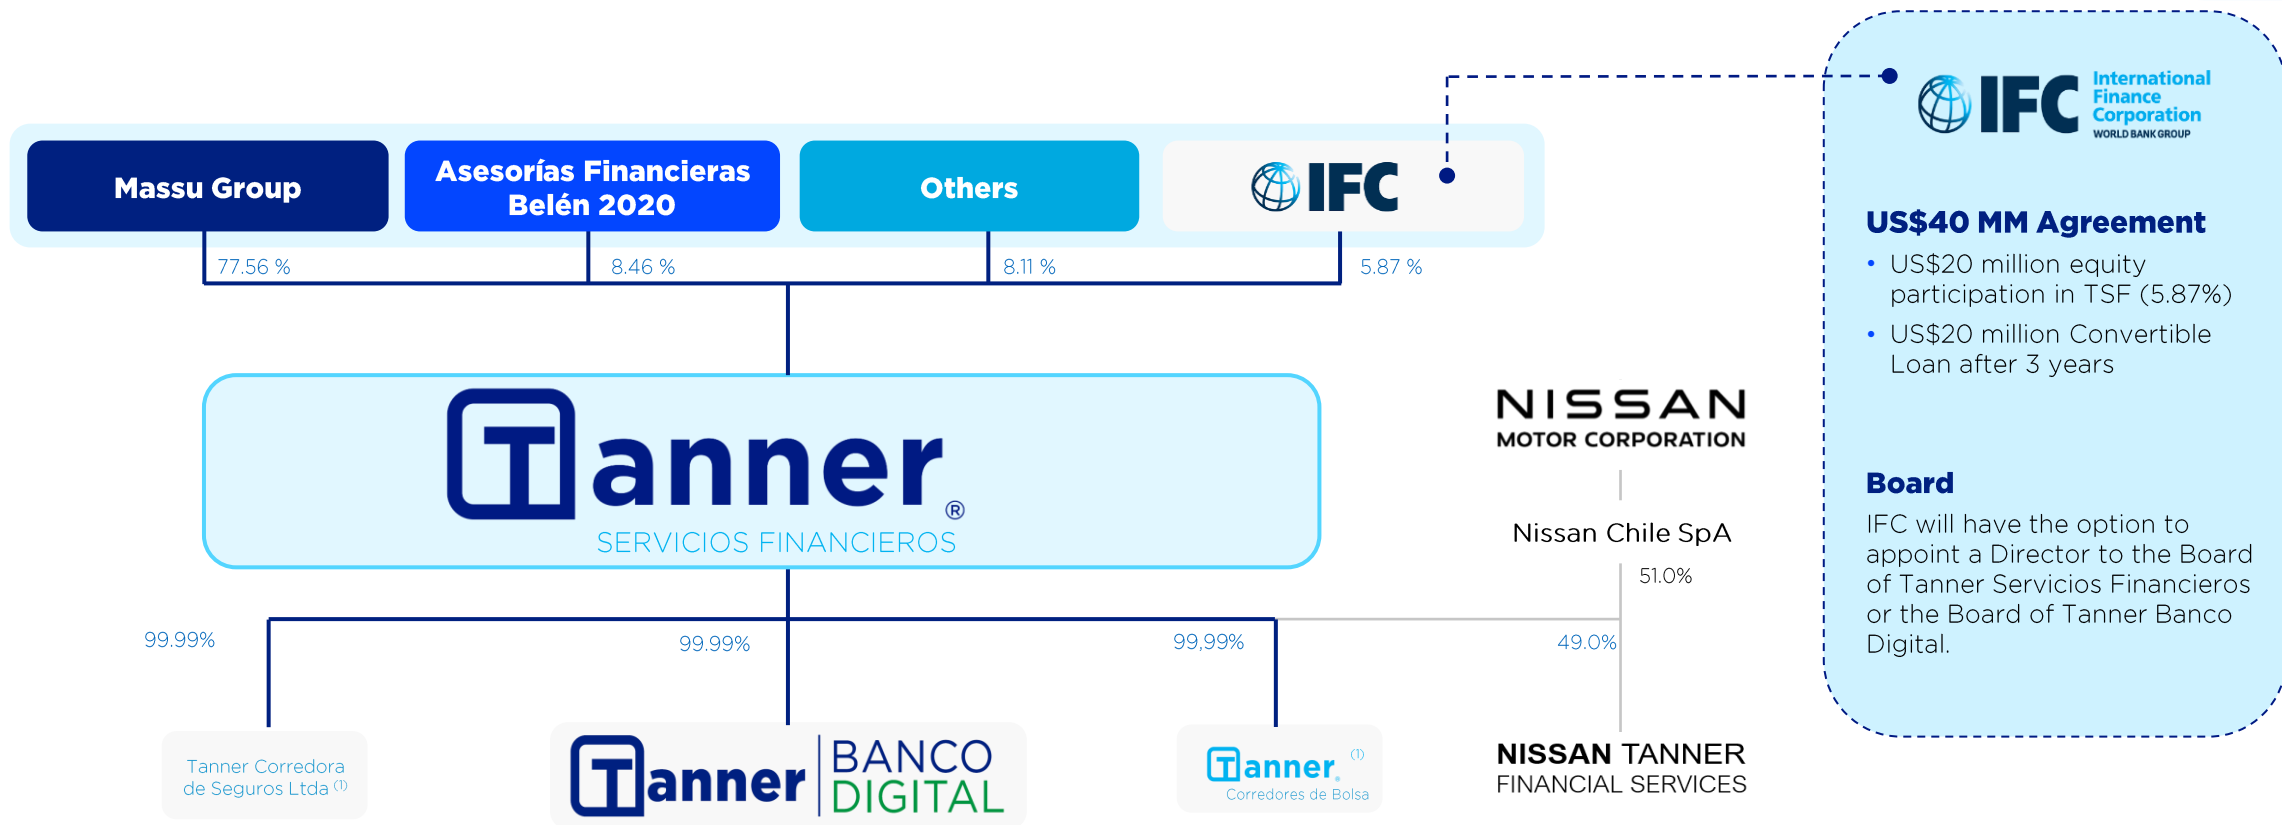 Massu Group
Asesorías Financieras
Belén 2020
Others
IFC
77.56 %
8.46 %
8.11 %
5.87 %
Tanner®
SERVICIOS FINANCIEROS
99.99%
99.99%
99,99%
49.0%
Tanner Corredora
de Seguros Ltda (1)
Tanner BANCO
DIGITAL
Tanner® (1)
Corredores de Bolsa
NISSAN
MOTOR CORPORATION
Nissan Chile SpA
51.0%
NISSAN TANNER
FINANCIAL SERVICES
IFC International
Finance
Corporation
WORLD BANK GROUP
US$40 MM Agreement
• US$20 million equity
participation in TSF (5.87%)
• US$20 million Convertible
Loan after 3 years
Board
IFC will have the option to
appoint a Director to the Board
of Tanner Servicios Financieros
or the Board of Tanner Banco
Digital.